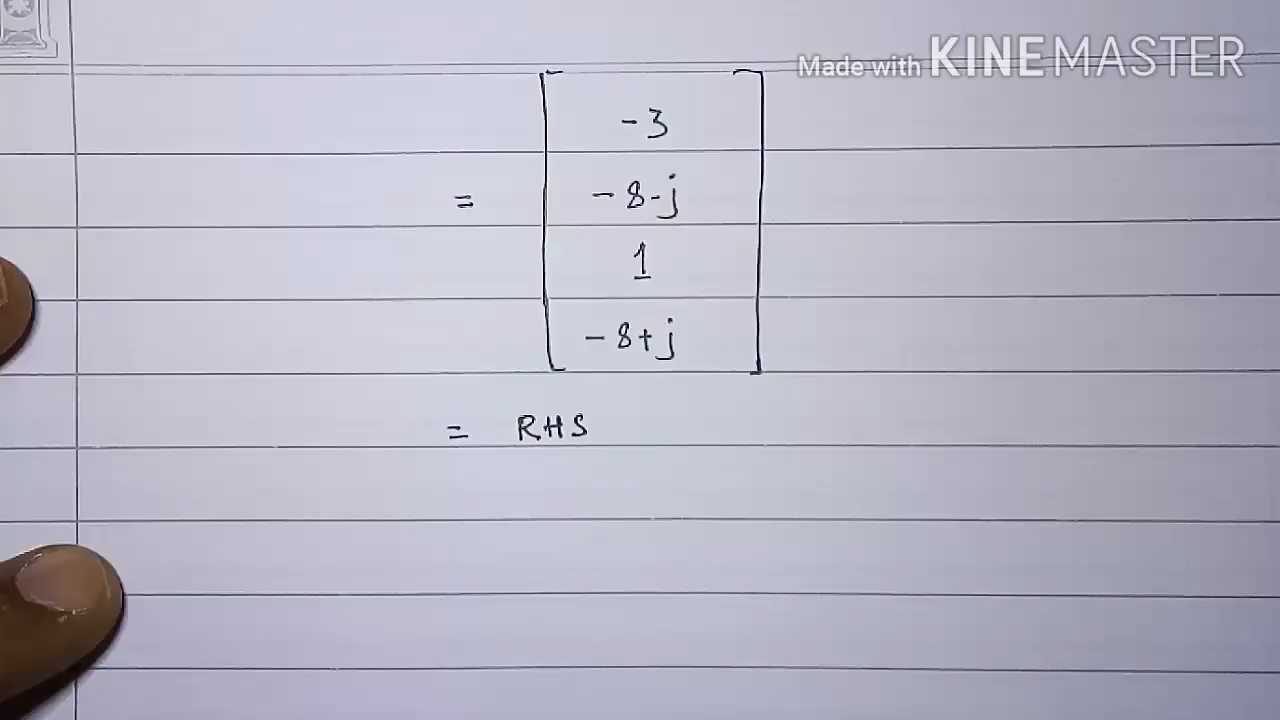 Made with KINEMASTER
-3
= -8-j
1
-8+j
= RHS